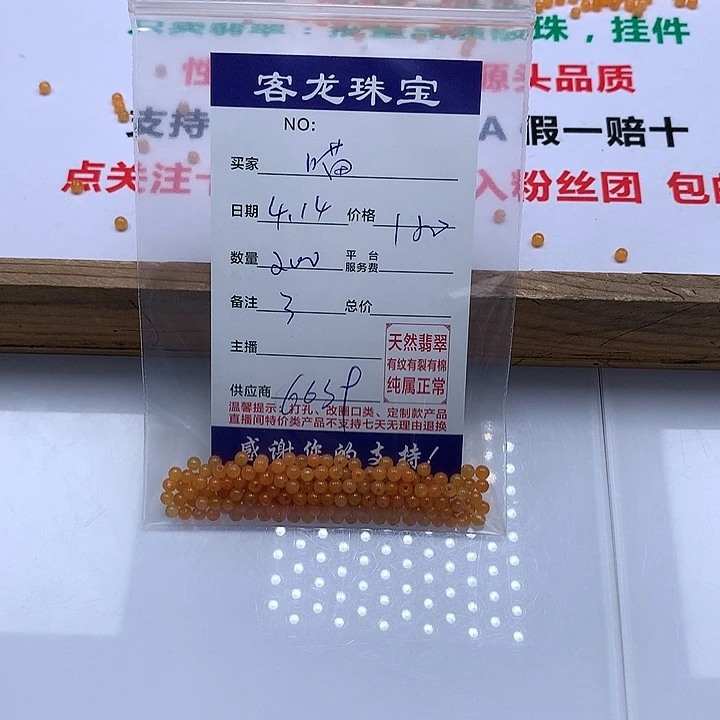 珠，挂件
源头品质
支持
假一赔十
点关注
入粉丝团 包
客龙珠宝
NO:
买家 喵
日期 4.14 价格
数量 200 平台服务费
备注 3 总价
主播
天然翡翠
有纹有裂有棉
纯属正常
供应商
温馨提示：打孔、改圈口类、定制款产品
直播间特价类产品不支持七天无理由退换
感谢您的支持！